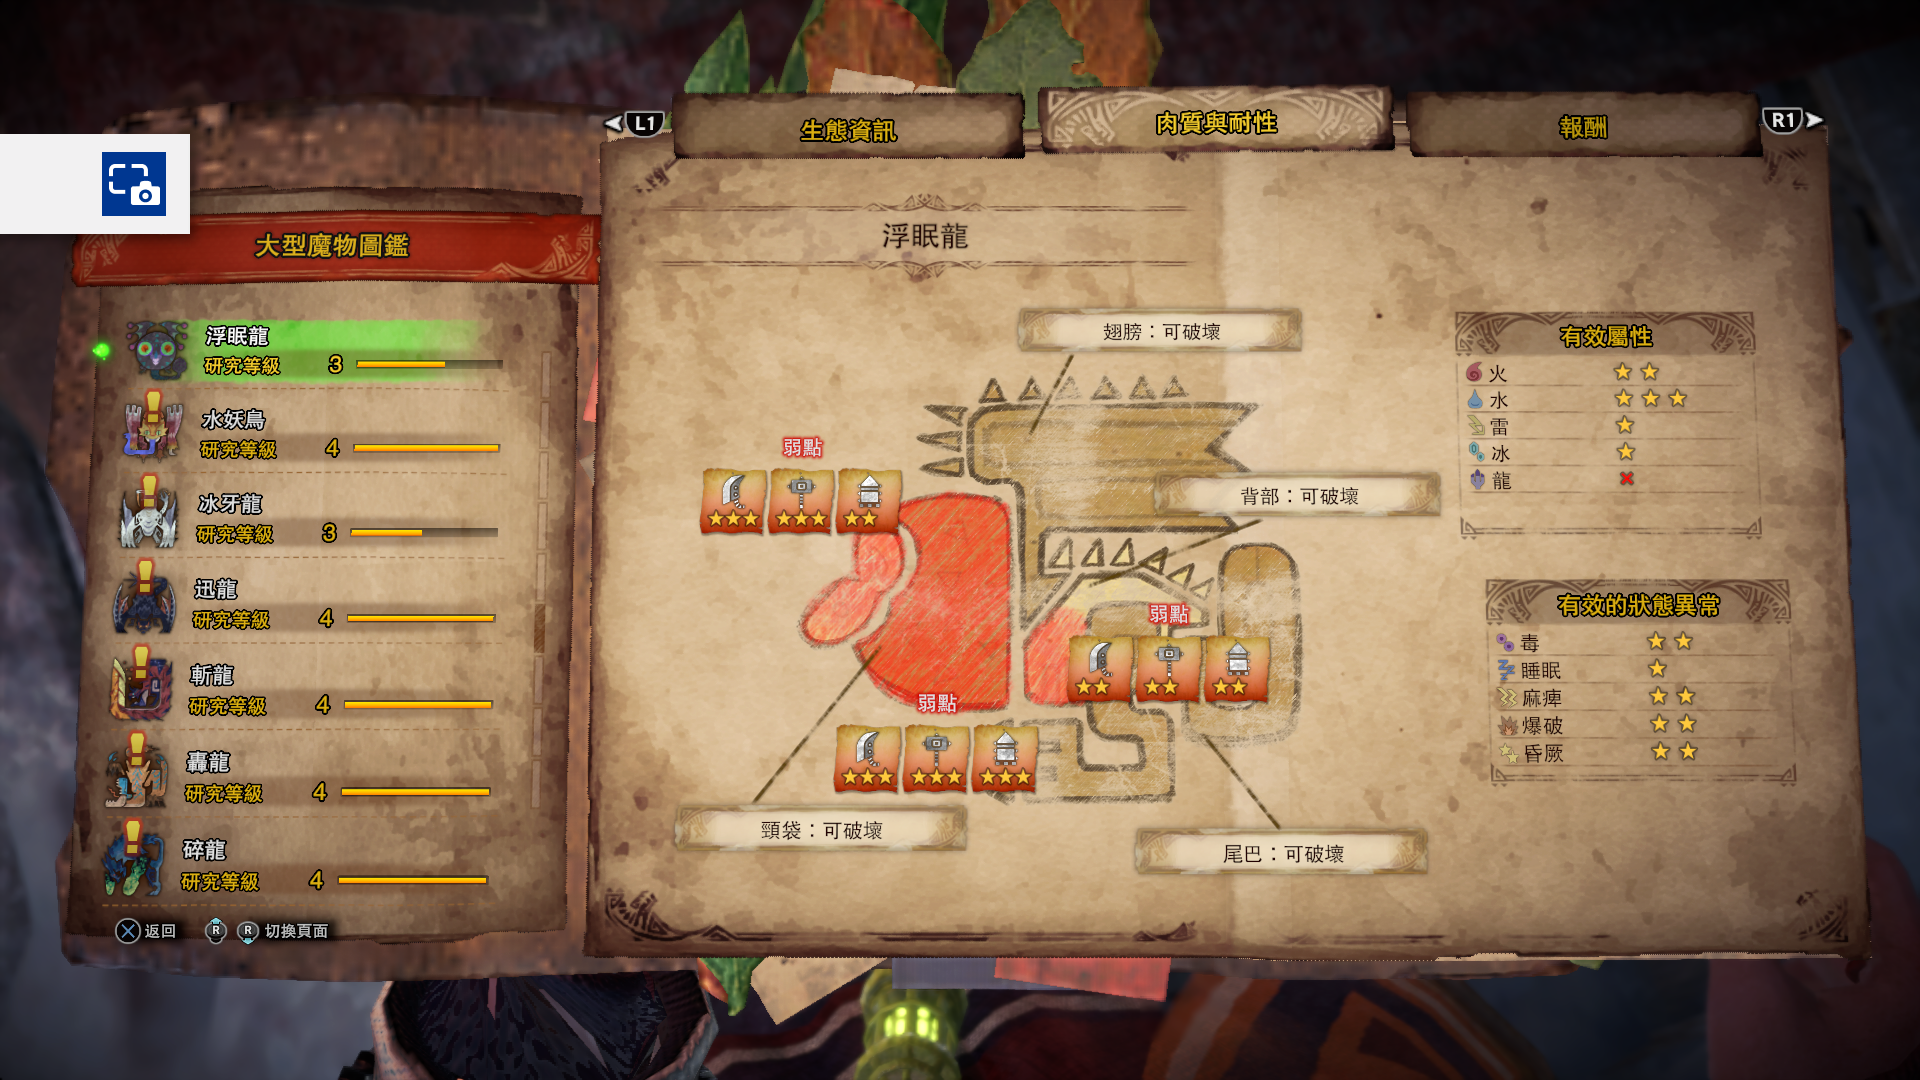 L1
生態資訊
肉質與耐性
報酬
R1
大型魔物圖鑑
浮眠龍
研究等級 3
水妖鳥
研究等級 4
冰牙龍
研究等級 3
迅龍
研究等級 4
斬龍
研究等級 4
轟龍
研究等級 4
碎龍
研究等級 4
返回
R R 切換頁面
浮眠龍
翅膀：可破壞
弱點
背部：可破壞
弱點
弱點
頸袋：可破壞
尾巴：可破壞
有效屬性
火
水
雷
冰
龍
有效的狀態異常
毒
睡眠
麻痺
爆破
昏厥